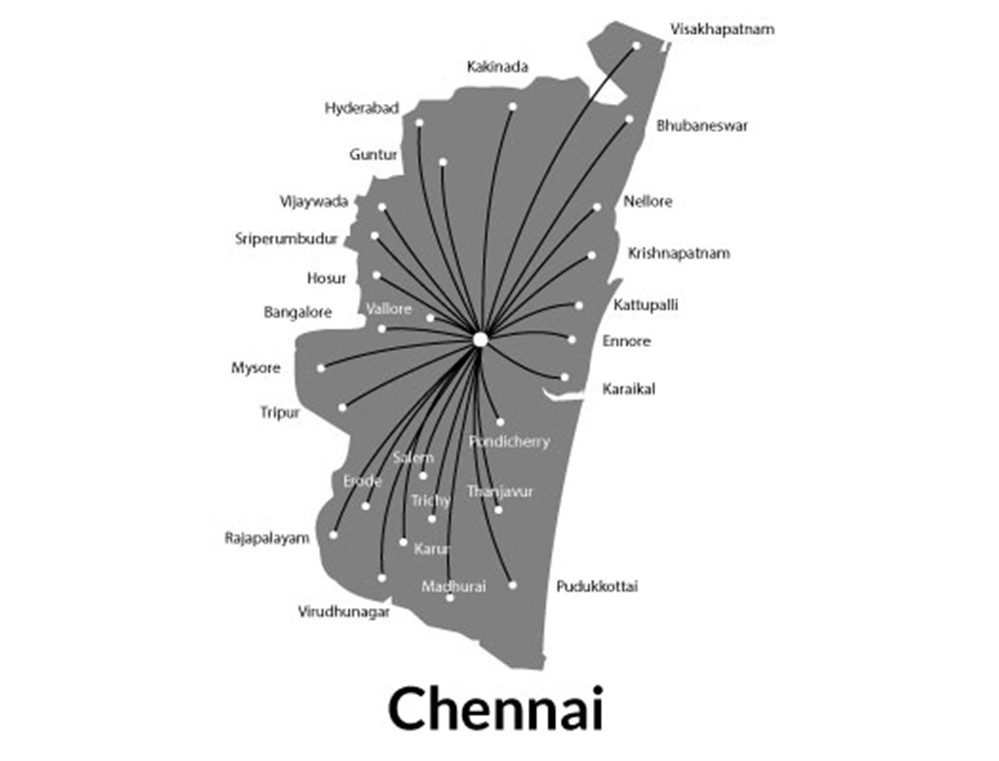 Visakhapatnam
Kakinada
Hyderabad
Bhubaneswar
Guntur
Vijaywada
Nellore
Sriperumbudur
Krishnapatnam
Hosur
Vallore
Kattupalli
Bangalore
Ennore
Mysore
Karaikal
Tripur
Pondicherry
Salem
Erode
Thanjavur
Trichy
Rajapalayam
Karur
Madhurai
Pudukkottai
Virudhunagar
Chennai